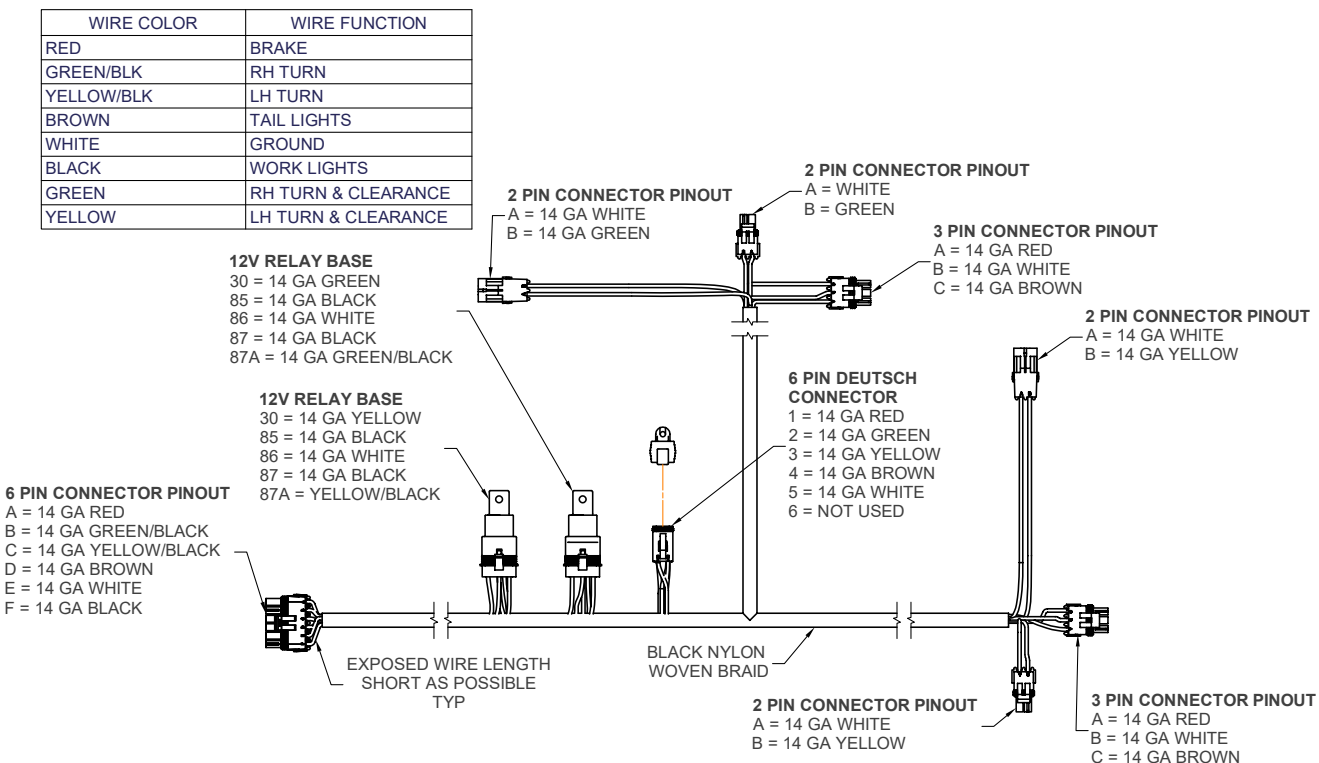 WIRE COLOR WIRE FUNCTION
RED BRAKE
GREEN/BLK RH TURN
YELLOW/BLK LH TURN
BROWN TAIL LIGHTS
WHITE GROUND
BLACK WORK LIGHTS
GREEN RH TURN & CLEARANCE
YELLOW LH TURN & CLEARANCE
2 PIN CONNECTOR PINOUT
A = 14 GA WHITE
B = 14 GA GREEN
2 PIN CONNECTOR PINOUT
A = WHITE
B = GREEN
3 PIN CONNECTOR PINOUT
A = 14 GA RED
B = 14 GA WHITE
C = 14 GA BROWN
12V RELAY BASE
30 = 14 GA GREEN
85 = 14 GA BLACK
86 = 14 GA WHITE
87 = 14 GA BLACK
87A = 14 GA GREEN/BLACK
2 PIN CONNECTOR PINOUT
A = 14 GA WHITE
B = 14 GA YELLOW
12V RELAY BASE
30 = 14 GA YELLOW
85 = 14 GA BLACK
86 = 14 GA WHITE
87 = 14 GA BLACK
87A = YELLOW/BLACK
6 PIN DEUTSCH
CONNECTOR
1 = 14 GA RED
2 = 14 GA GREEN
3 = 14 GA YELLOW
4 = 14 GA BROWN
5 = 14 GA WHITE
6 = NOT USED
6 PIN CONNECTOR PINOUT
A = 14 GA RED
B = 14 GA GREEN/BLACK
C = 14 GA YELLOW/BLACK
D = 14 GA BROWN
E = 14 GA WHITE
F = 14 GA BLACK
EXPOSED WIRE LENGTH
SHORT AS POSSIBLE
TYP
BLACK NYLON
WOVEN BRAID
2 PIN CONNECTOR PINOUT
A = 14 GA WHITE
B = 14 GA YELLOW
3 PIN CONNECTOR PINOUT
A = 14 GA RED
B = 14 GA WHITE
C = 14 GA BROWN